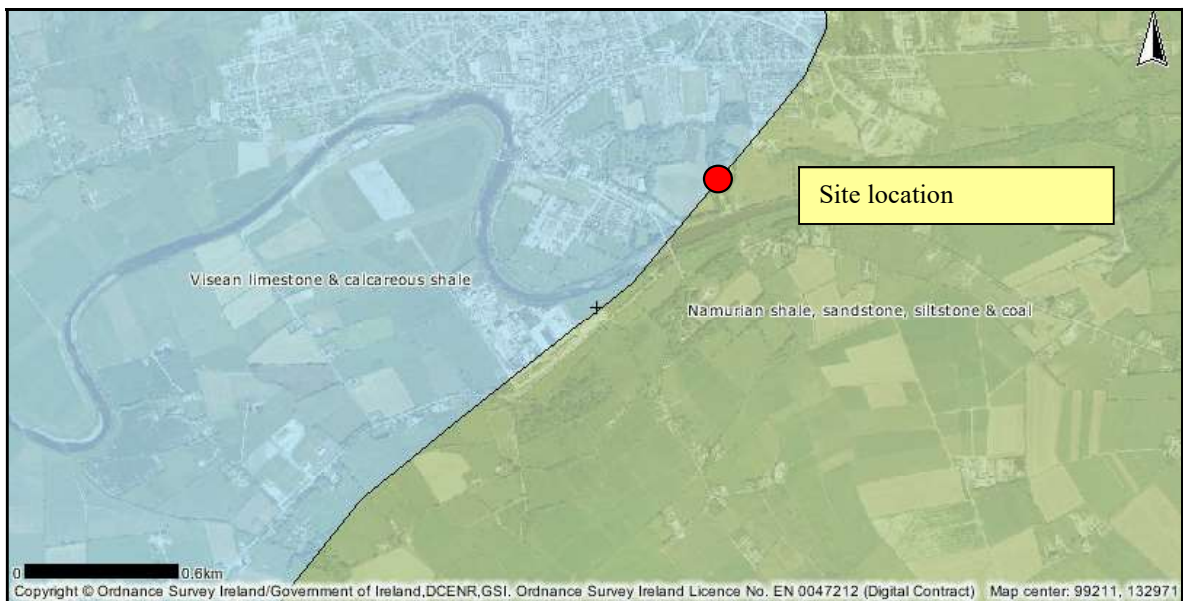 Site location
Visean limestone & calcareous shale
Namurian shale, sandstone, siltstone & coal
0 0.6km
Copyright © Ordnance Survey Ireland/Government of Ireland,DCENR,GSI. Ordnance Survey Ireland Licence No. EN 0047212 (Digital Contract) Map center: 99211, 132971